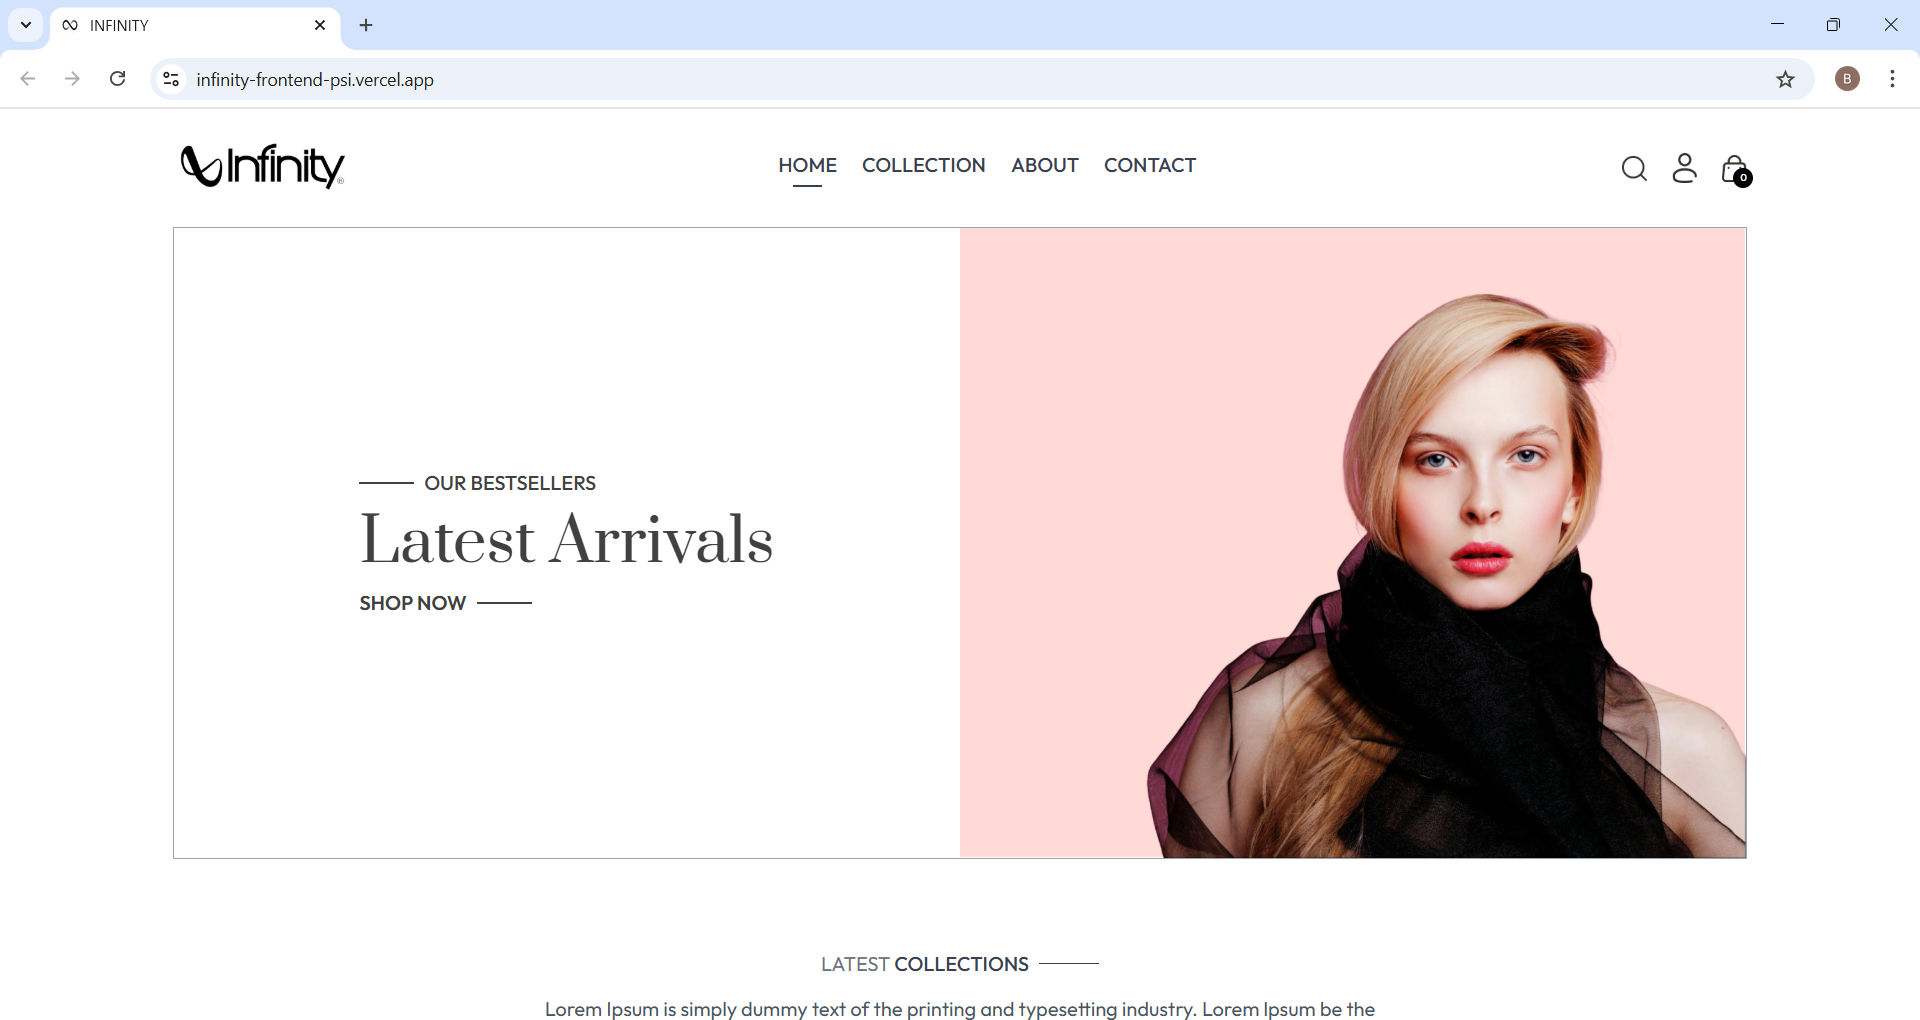 INFINITY
infinity-frontend-psi.vercel.app
B
Infinity®
HOME COLLECTION ABOUT CONTACT
0
OUR BESTSELLERS
Latest Arrivals
SHOP NOW
LATEST COLLECTIONS
Lorem Ipsum is simply dummy text of the printing and typesetting industry. Lorem Ipsum be the